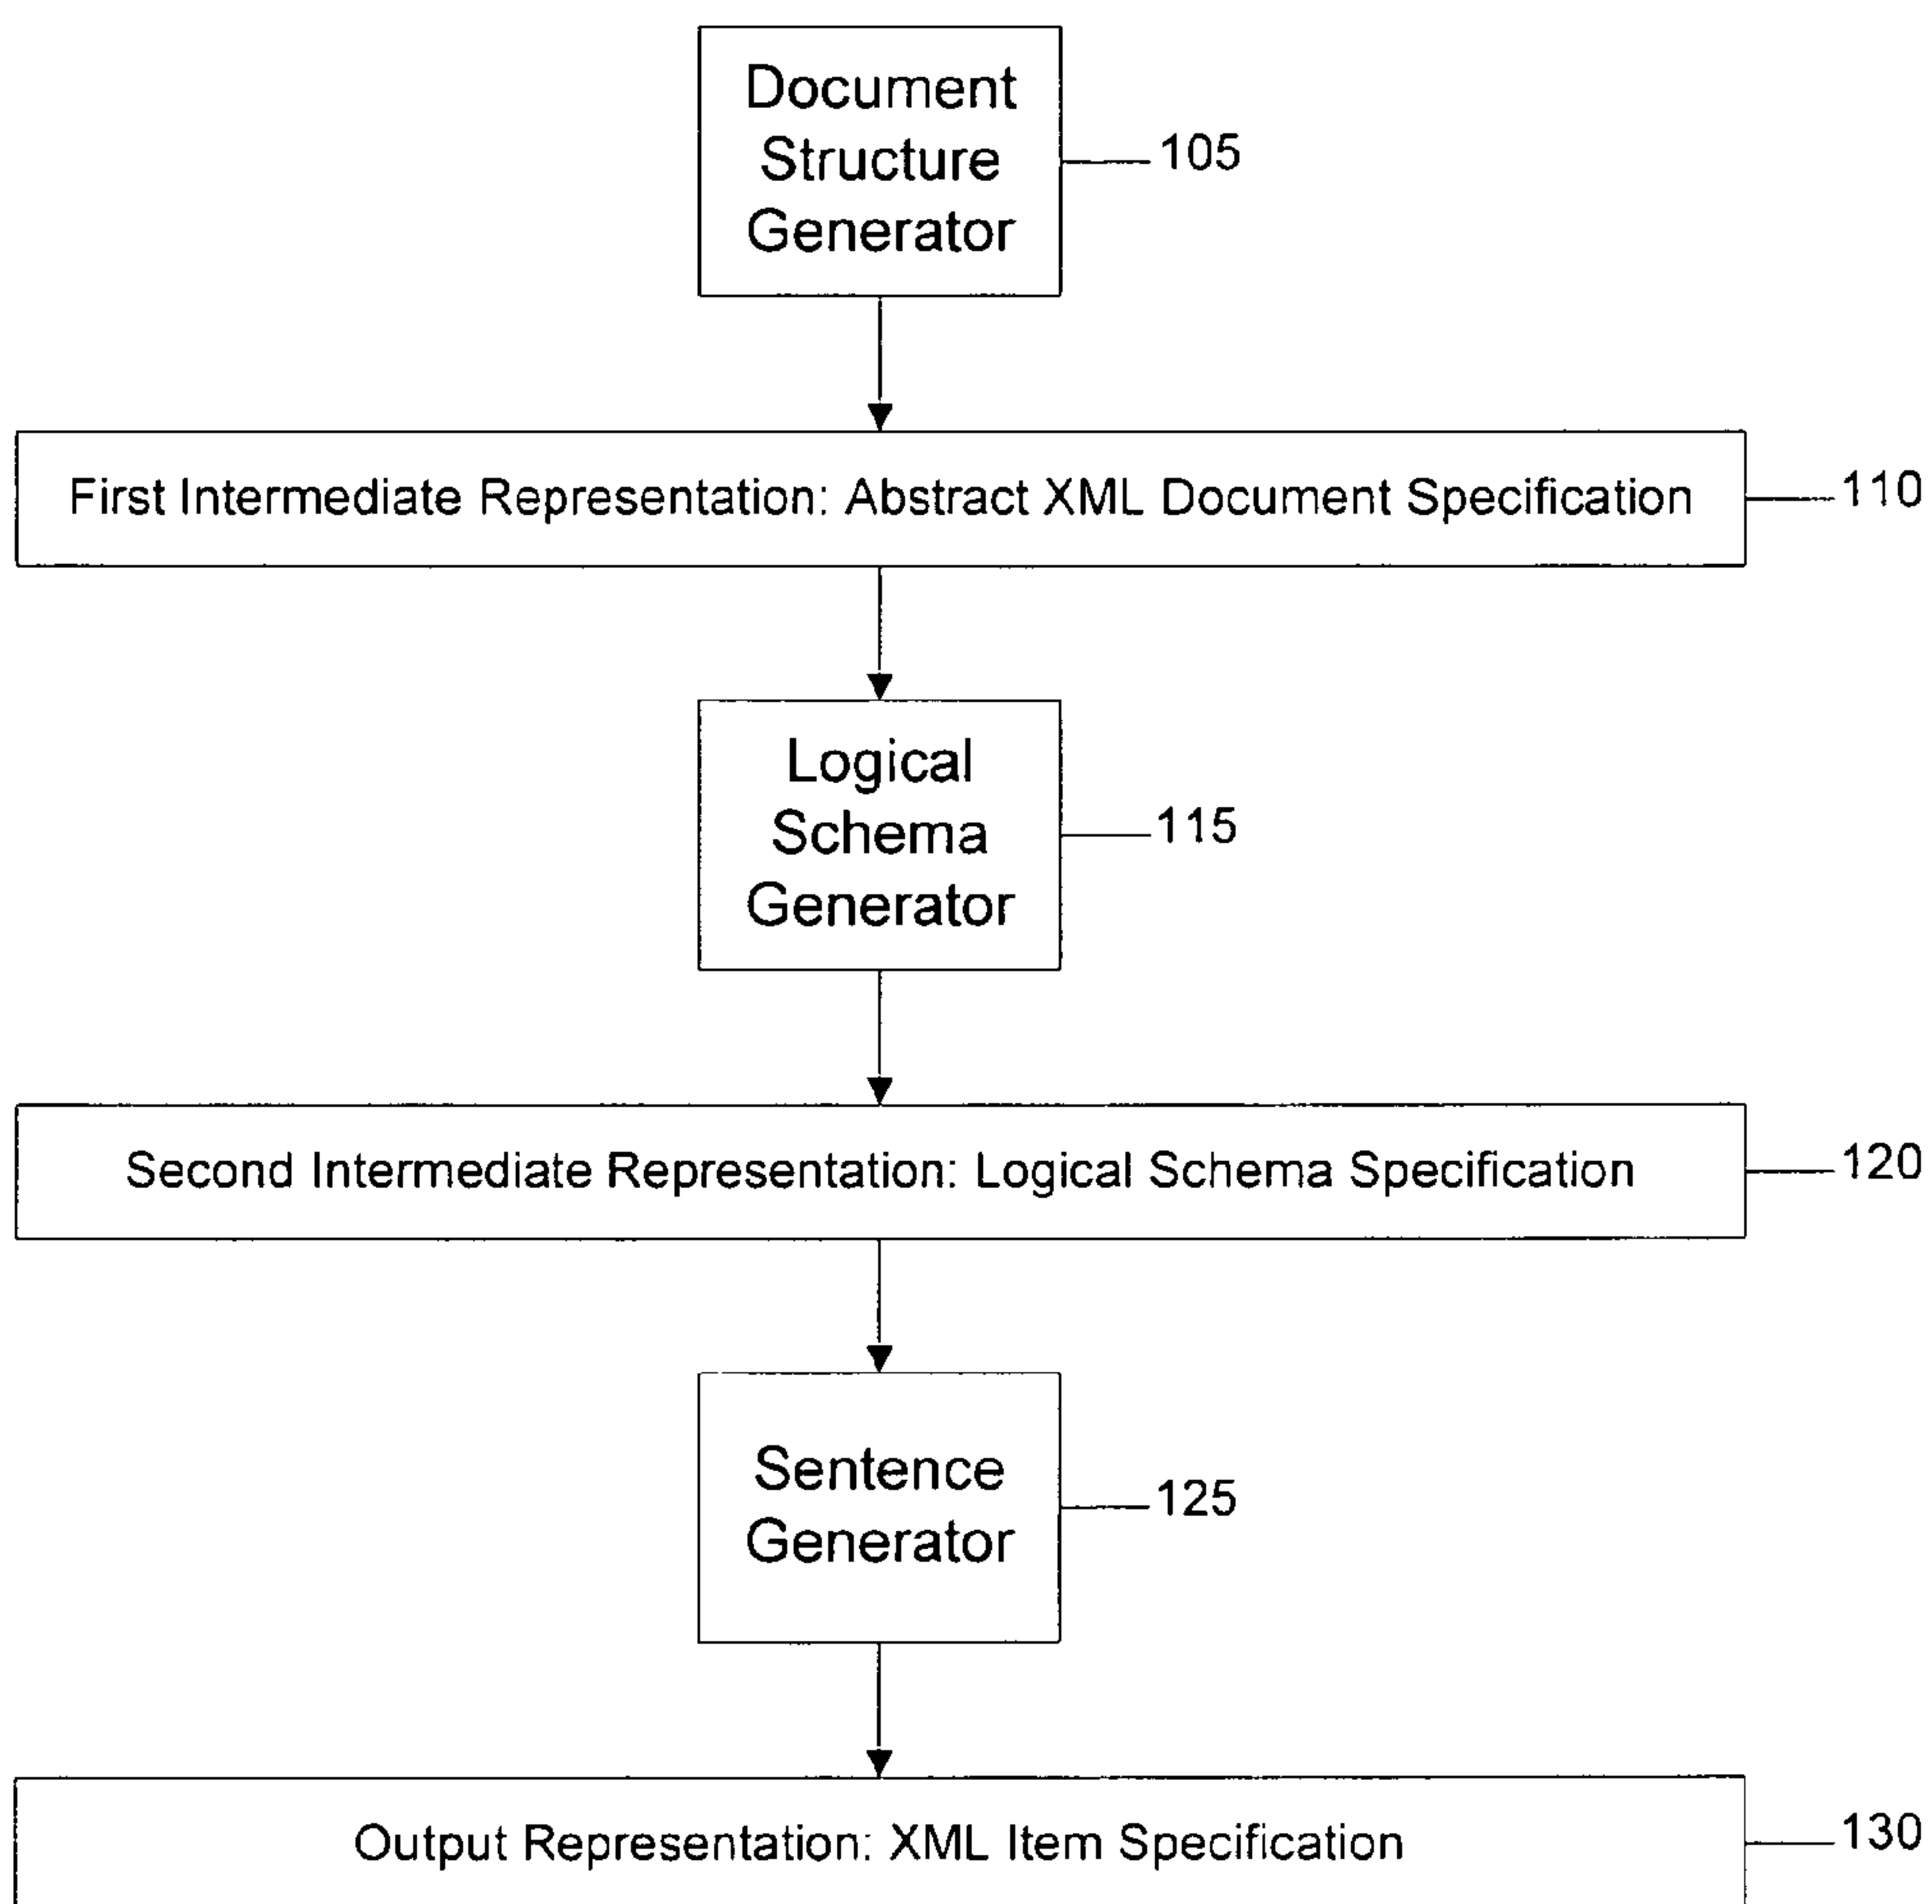 Document
Structure
Generator
105
First Intermediate Representation: Abstract XML Document Specification
110
Logical
Schema
Generator
115
Second Intermediate Representation: Logical Schema Specification
120
Sentence
Generator
125
Output Representation: XML Item Specification
130